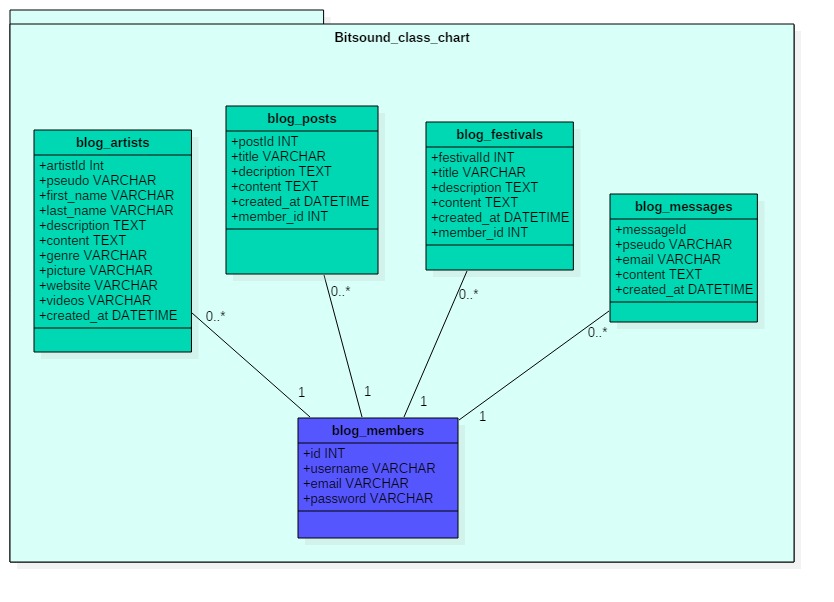 Bitsound_class_chart
blog_artists
+artistId Int
+pseudo VARCHAR
+first_name VARCHAR
+last_name VARCHAR
+description TEXT
+content TEXT
+genre VARCHAR
+picture VARCHAR
+website VARCHAR
+videos VARCHAR
+created_at DATETIME
blog_posts
+postId INT
+title VARCHAR
+decription TEXT
+content TEXT
+created_at DATETIME
+member_id INT
blog_festivals
+festivalId INT
+title VARCHAR
+description TEXT
+content TEXT
+created_at DATETIME
+member_id INT
blog_messages
+messageId
+pseudo VARCHAR
+email VARCHAR
+content TEXT
+created_at DATETIME
0..*
0..*
0..*
0..*
1
1
1
1
blog_members
+id INT
+username VARCHAR
+email VARCHAR
+password VARCHAR